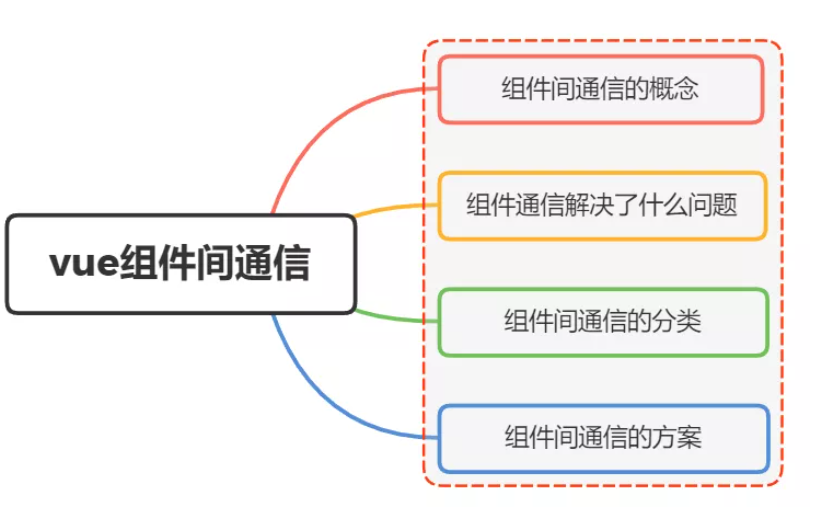 vue组件间通信
组件间通信的概念
组件通信解决了什么问题
组件间通信的分类
组件间通信的方案